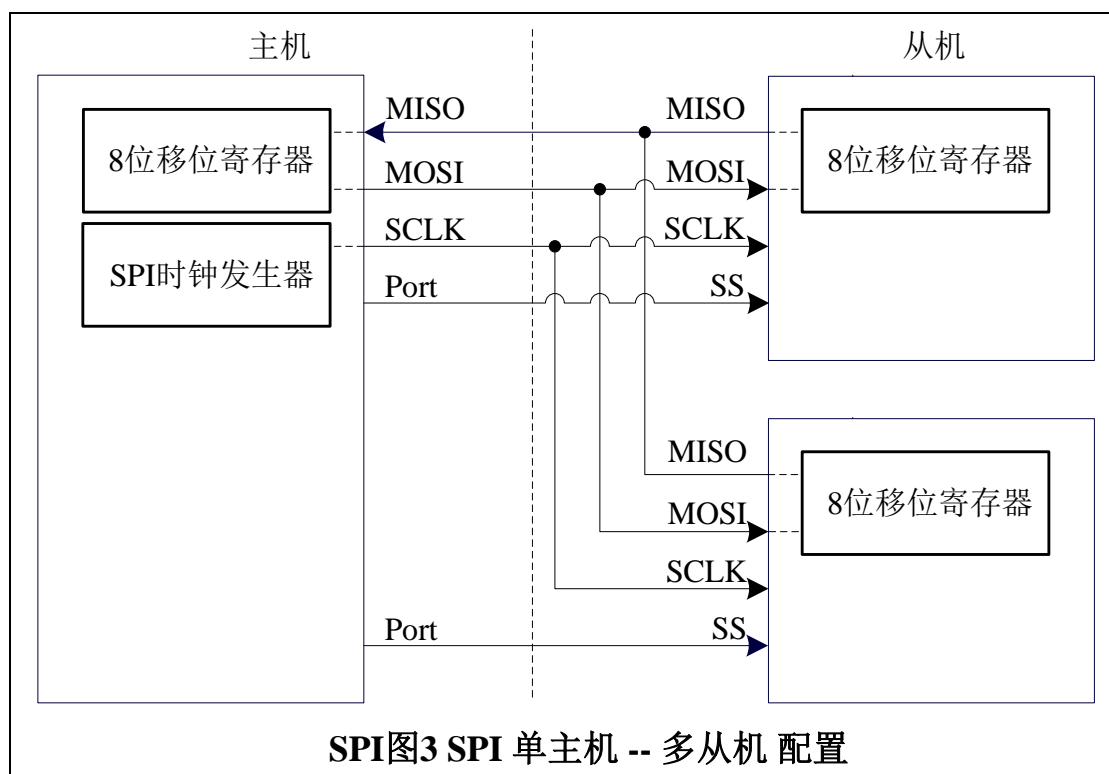 主机
从机
MISO
MISO
8位移位寄存器
8位移位寄存器
MOSI
MOSI
SCLK
SCLK
SPI时钟发生器
Port
SS
MISO
8位移位寄存器
MOSI
SCLK
Port
SS
SPI图3 SPI 单主机 -- 多从机 配置